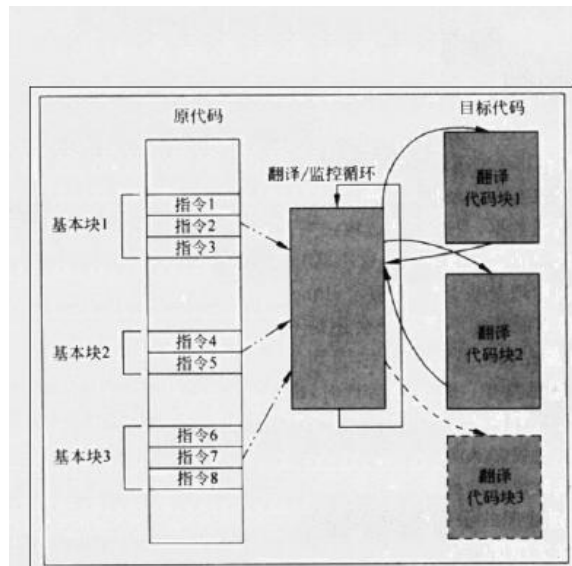 原代码
目标代码
翻译/监控循环
基本块1
指令1
指令2
指令3
基本块2
指令4
指令5
基本块3
指令6
指令7
指令8
翻译
代码块1
翻译
代码块2
翻译
代码块3